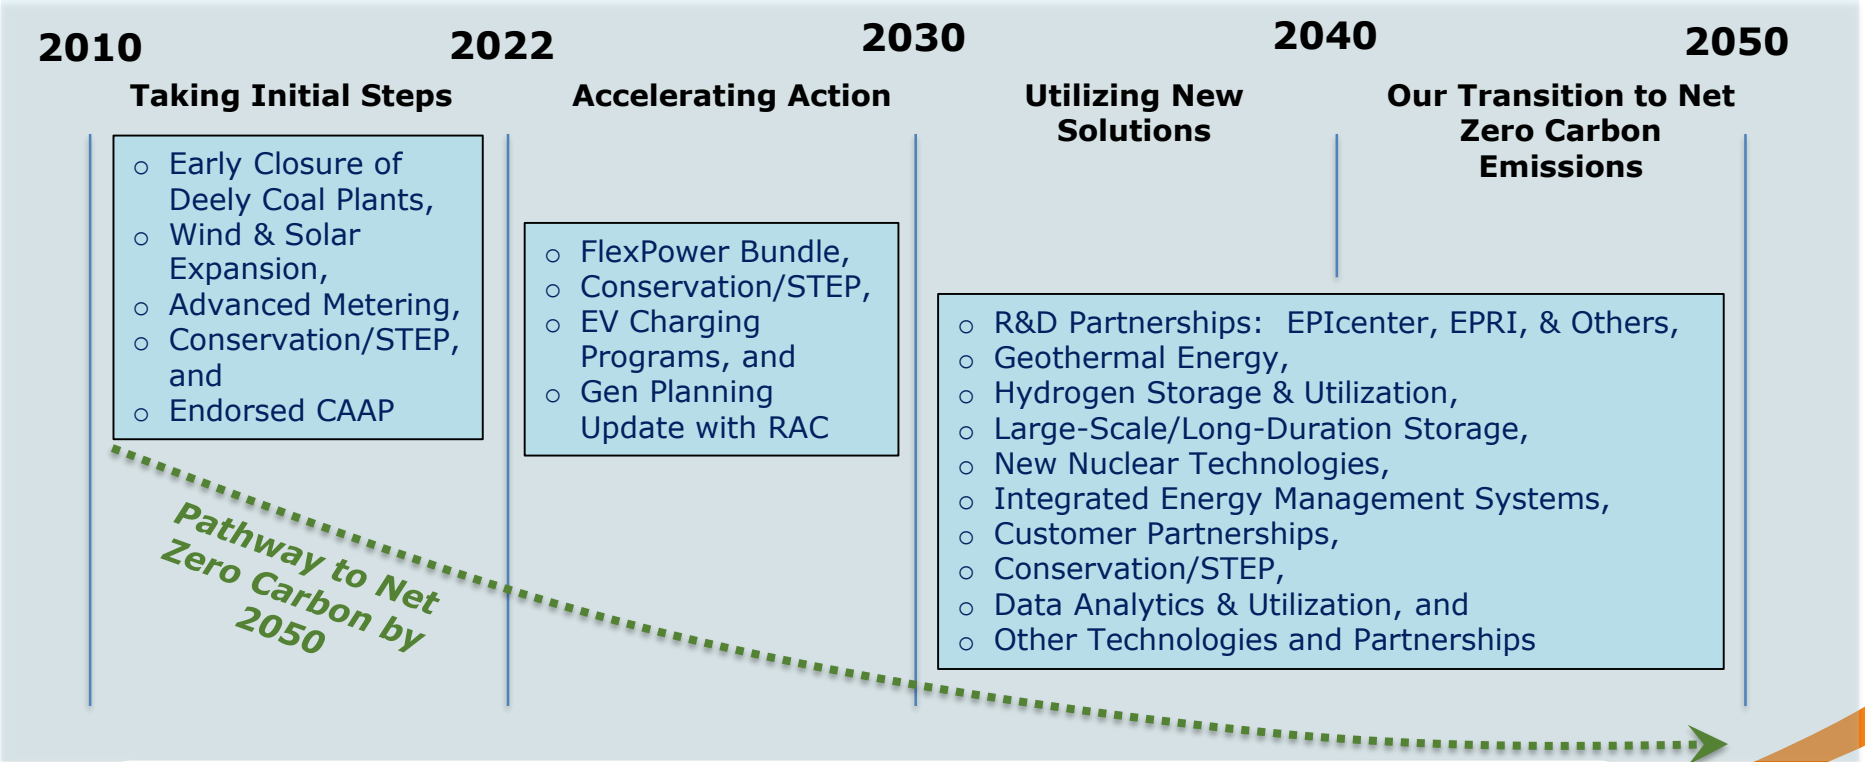 2010
2022
2030
2040
2050
Taking Initial Steps
o Early Closure of
Deely Coal Plants,
o Wind & Solar
Expansion,
o Advanced Metering,
o Conservation/STEP,
and
o Endorsed CAAP
Accelerating Action
o FlexPower Bundle,
o Conservation/STEP,
o EV Charging
Programs, and
o Gen Planning
Update with RAC
Utilizing New
Solutions
Our Transition to Net
Zero Carbon
Emissions
o R&D Partnerships: EPIcenter, EPRI, & Others,
o Geothermal Energy,
o Hydrogen Storage & Utilization,
o Large-Scale/Long-Duration Storage,
o New Nuclear Technologies,
o Integrated Energy Management Systems,
o Customer Partnerships,
o Conservation/STEP,
o Data Analytics & Utilization, and
o Other Technologies and Partnerships
Pathway to Net
Zero Carbon by
2050